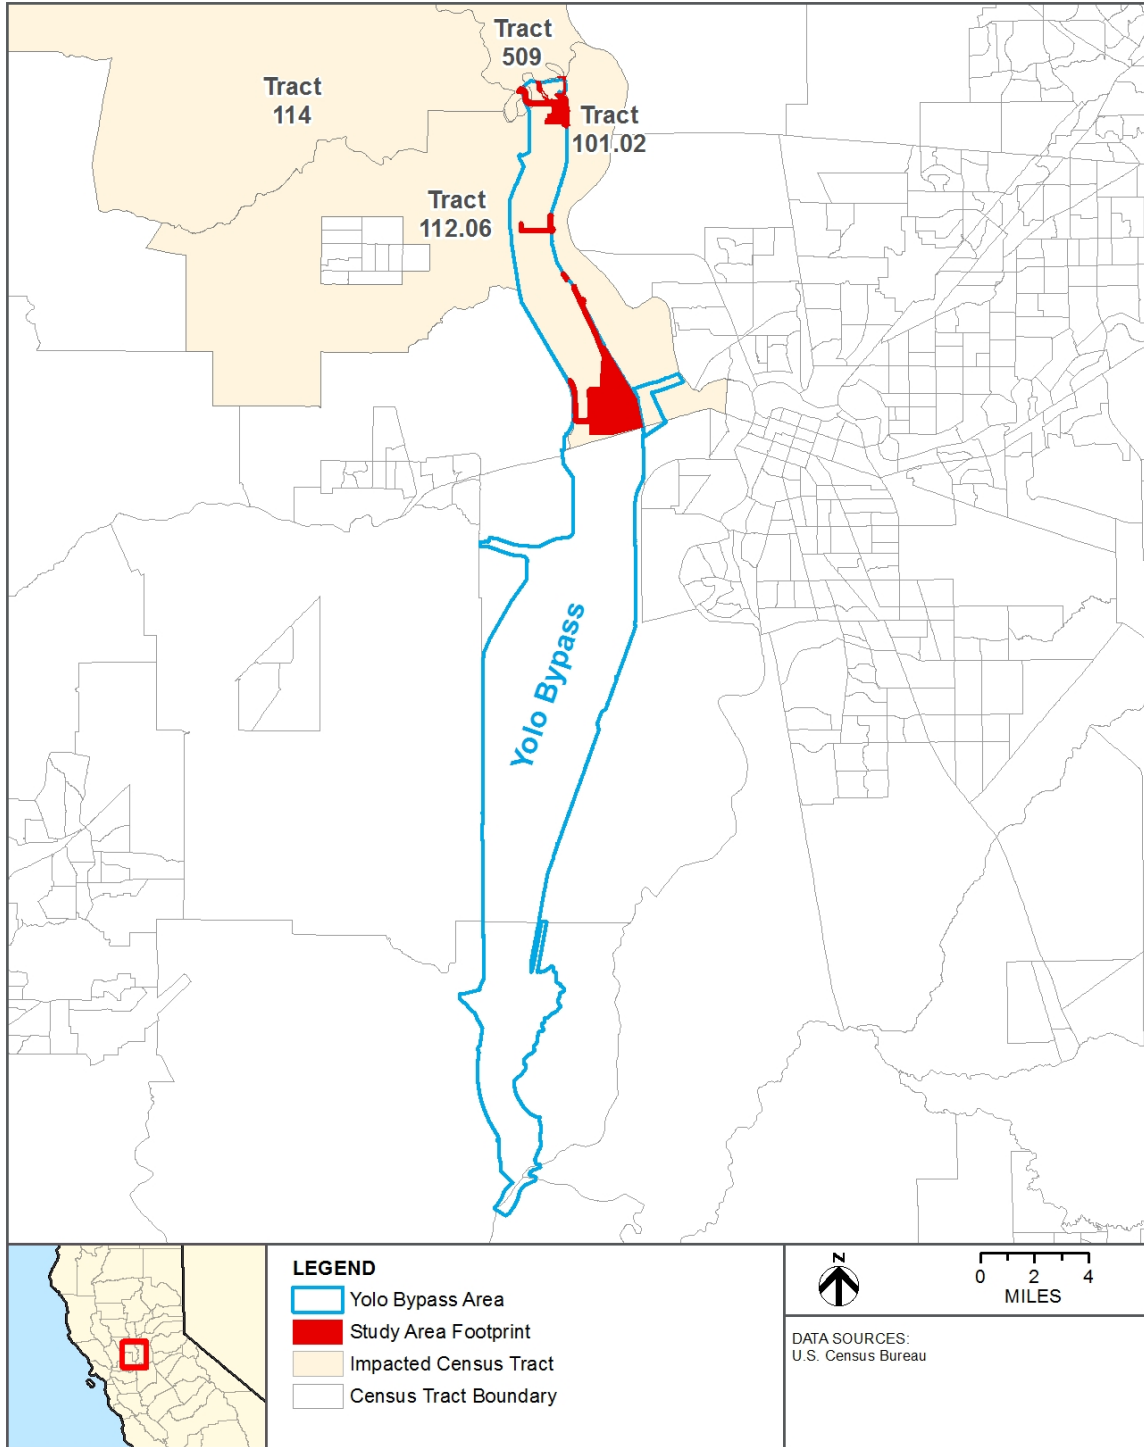 Tract
509
Tract
114
Tract
101.02
Tract
112.06
Yolo Bypass
LEGEND
Yolo Bypass Area
Study Area Footprint
Impacted Census Tract
Census Tract Boundary
N
0 2 4
MILES
DATA SOURCES:
U.S. Census Bureau